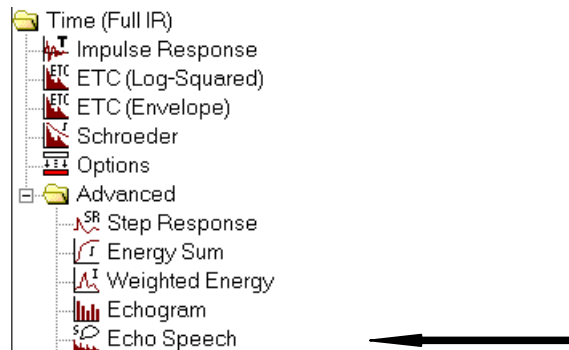 Time (Full IR)
Impulse Response
ETC (Log-Squared)
ETC (Envelope)
Schroeder
Options
Advanced
Step Response
Energy Sum
Weighted Energy
Echogram
Echo Speech